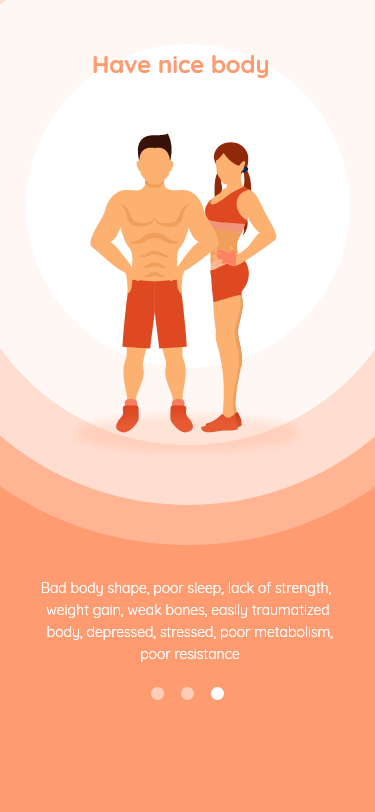 Have nice body
Bad body shape, poor sleep, lack of strength,
weight gain, weak bones, easily traumatized
body, depressed, stressed, poor metabolism,
poor resistance